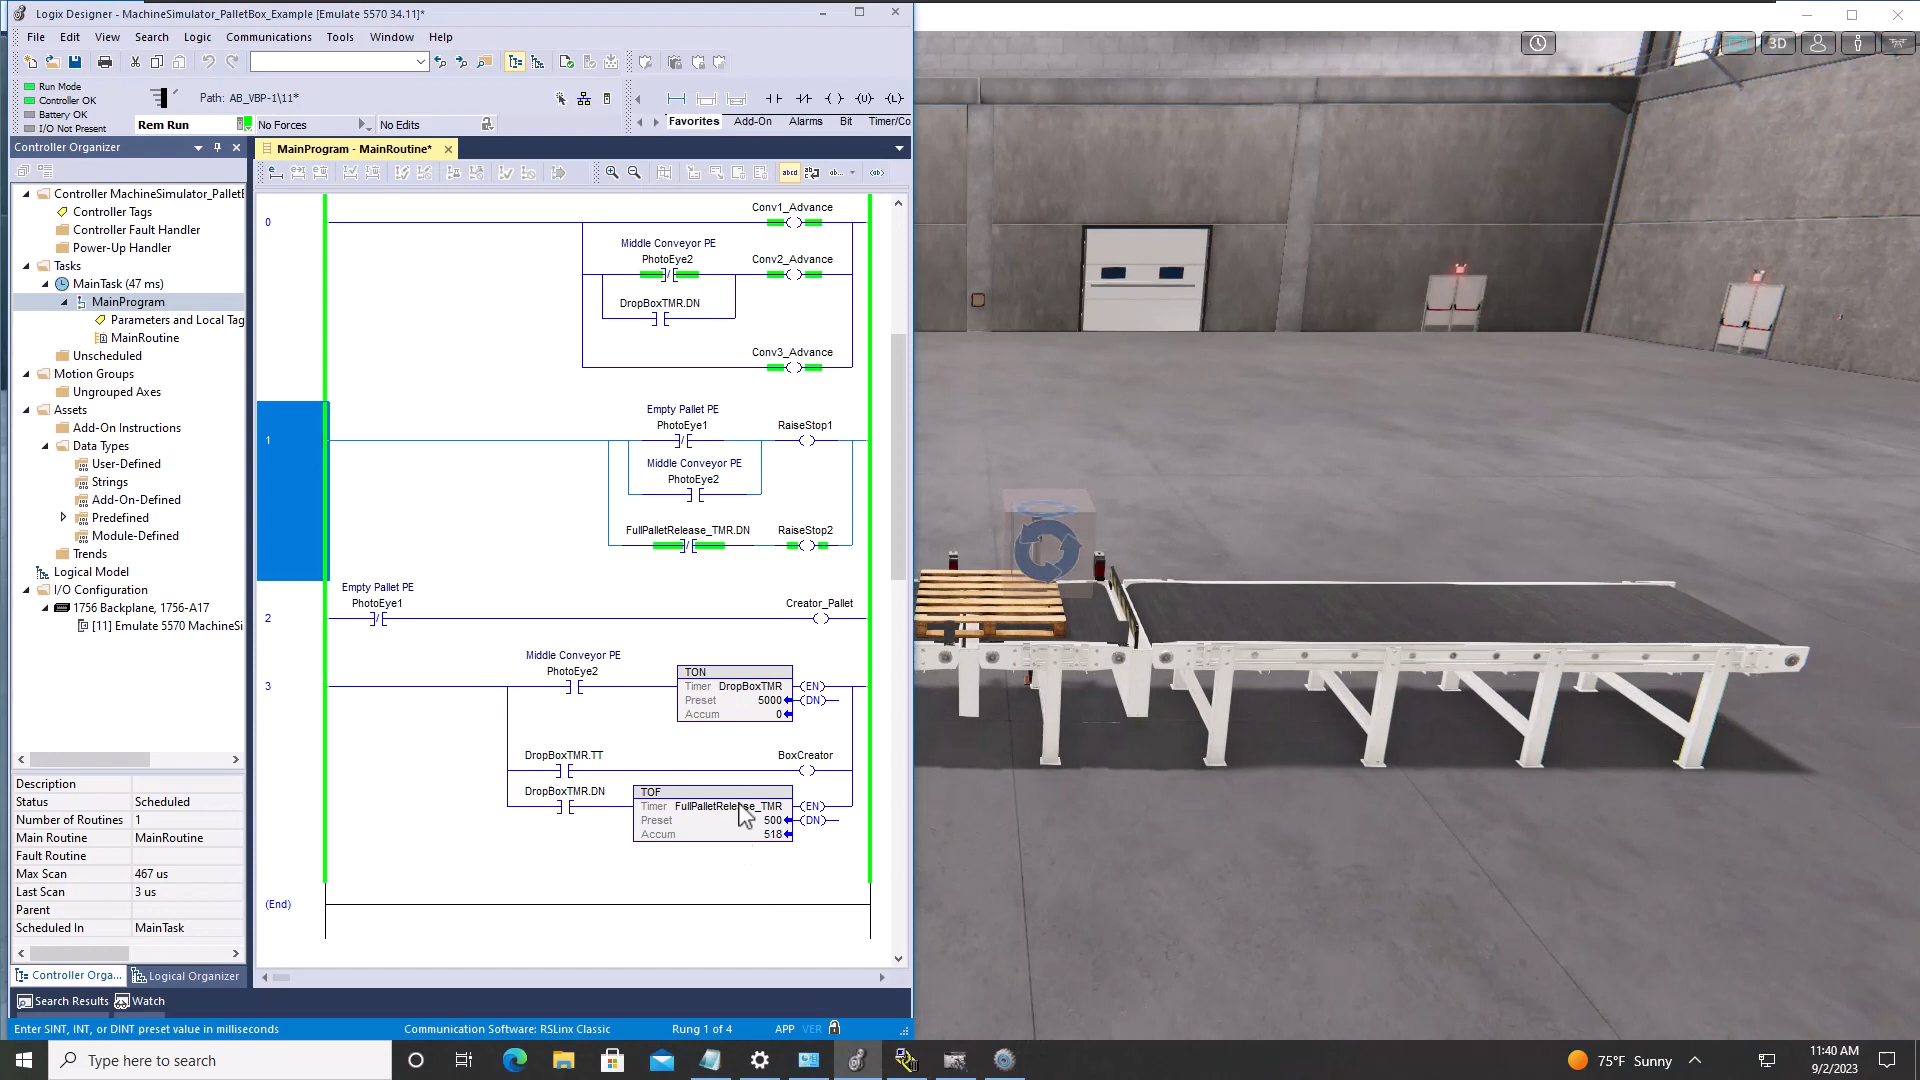 Logix Designer - MachineSimulator_PalletBox_Example [Emulate 5570 34.11]*
File Edit View Search Logic Communications Tools Window Help
Run Mode
Controller OK
Battery OK
I/O Not Present
Path: AB_VBP-1\11*
Rem Run
No Forces
No Edits
Favorites Add-On Alarms Bit Timer/Co
3D
Controller Organizer
MainProgram - MainRoutine*
Controller MachineSimulator_PalletB
Controller Tags
Controller Fault Handler
Power-Up Handler
Tasks
MainTask (47 ms)
MainProgram
Parameters and Local Tag
MainRoutine
Unscheduled
Motion Groups
Ungrouped Axes
Assets
Add-On Instructions
Data Types
User-Defined
Strings
Add-On-Defined
Predefined
Module-Defined
Trends
Logical Model
I/O Configuration
1756 Backplane, 1756-A17
[11] Emulate 5570 MachineSi
Description
Status Scheduled
Number of Routines 1
Main Routine MainRoutine
Fault Routine
Max Scan 467 us
Last Scan 3 us
Parent
Scheduled In MainTask
Controller Orga...
Logical Organizer
0
Conv1_Advance
Middle Conveyor PE
PhotoEye2
Conv2_Advance
DropBoxTMR.DN
Conv3_Advance
1
Empty Pallet PE
PhotoEye1
RaiseStop1
Middle Conveyor PE
PhotoEye2
FullPalletRelease_TMR.DN
RaiseStop2
2
Empty Pallet PE
PhotoEye1
Creator_Pallet
3
Middle Conveyor PE
PhotoEye2
TON
Timer DropBoxTMR (EN)
Preset 5000 (DN)
Accum 0
DropBoxTMR.TT
BoxCreator
DropBoxTMR.DN
TOF
Timer FullPalletRelease_TMR (EN)
Preset 500 (DN)
Accum 518
(End)
Search Results Watch
Enter SINT, INT, or DINT preset value in milliseconds
Communication Software: RSLinx Classic
Rung 1 of 4
APP VER
Type here to search
75°F Sunny
11:40 AM
9/2/2023